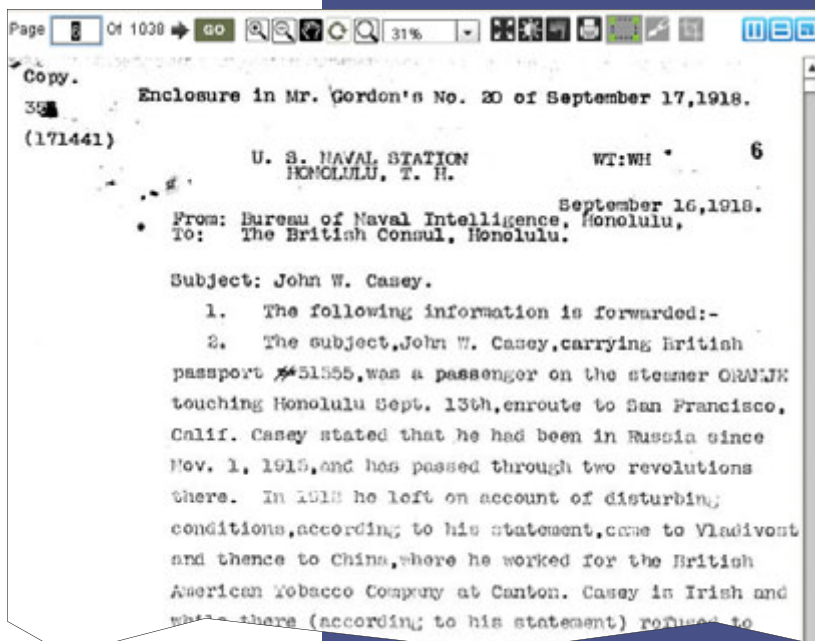 Page 8 Of 1038 GO 31%
Copy.
Enclosure in Mr. Gordon's No. 20 of September 17,1918.
(171441)
6
U. S. NAVAL STATION WT:WH
HONOLULU, T. H.
September 16,1918.
From: Bureau of Naval Intelligence, Honolulu,
To: The British Consul, Honolulu.
Subject: John W. Casey.
1. The following information is forwarded:-
2. The subject,John W. Casey,carrying British
passport #51555,was a passenger on the steamer ORANJE
touching Honolulu Sept. 13th,enroute to San Francisco,
Calif. Casey stated that he had been in Russia since
Nov. 1, 1915,and has passed through two revolutions
there. In 1918 he left on account of disturbing
conditions,according to his statement,came to Vladivost
and thence to China,where he worked for the British
American Tobacco Company at Canton. Casey is Irish and
while there (according to his statement) refused to